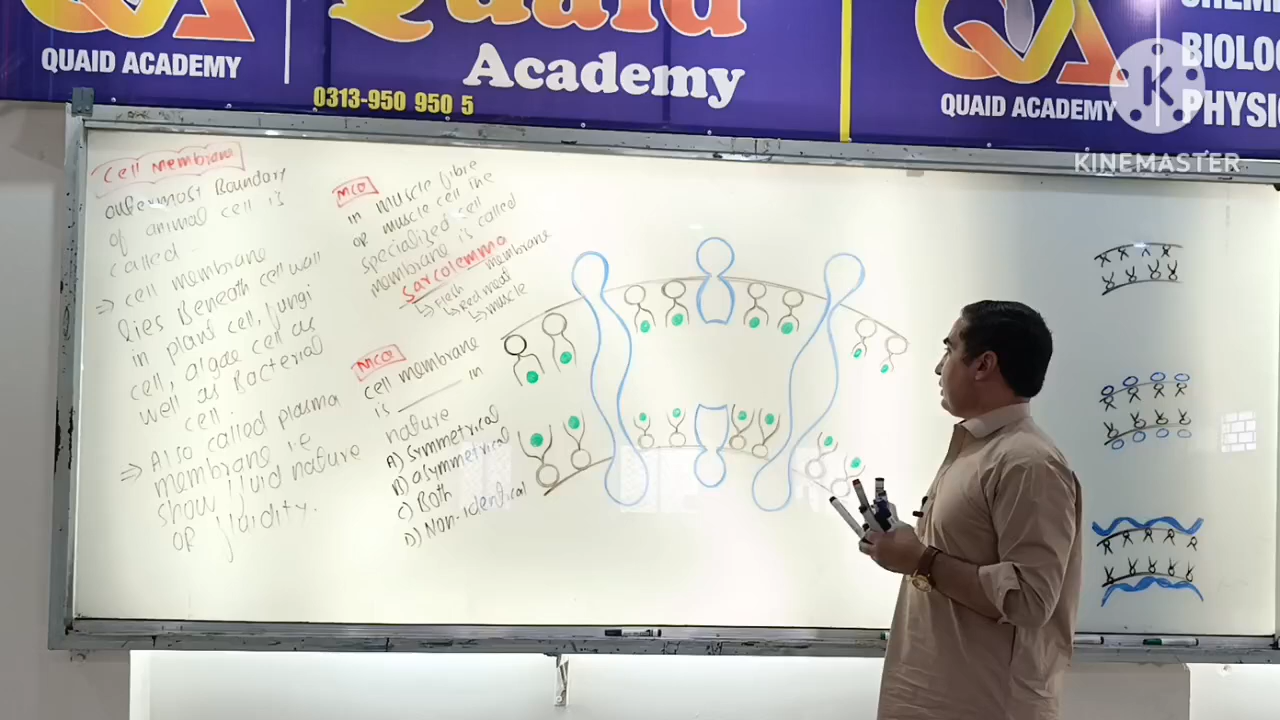 QUAID ACADEMY
Quaid
Academy
0313-950 950 5
QUAID ACADEMY
CHEMI
BIOLOG
PHYSI
K
KINEMASTER
Cell membrane
outermost Boundary
of animal cell is
called
→ cell membrane
lies Beneath cell wall
in plant cell, fungi
cell, algae cell as
well as Bacterial
cell.
→ Also called plasma
membrane ie
show fluid nature
OR fluidity.
MCQ
in muscle fibre
OR muscle cell the
specialized cell
membrane is called
Sarcolemma
→ Flesh membrane
→ Red meat
→ muscle
MCQ
cell membrane
is ______ in
nature
A) Symmetrical
B) asymmetrical
C) Both
D) Non-identical